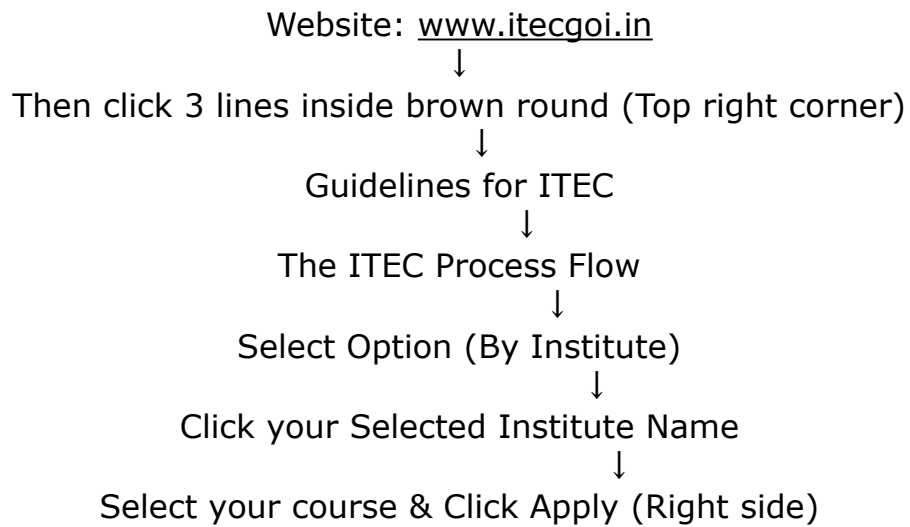 Website: www.itecgoi.in
↓
Then click 3 lines inside brown round (Top right corner)
↓
Guidelines for ITEC
↓
The ITEC Process Flow
↓
Select Option (By Institute)
↓
Click your Selected Institute Name
↓
Select your course & Click Apply (Right side)